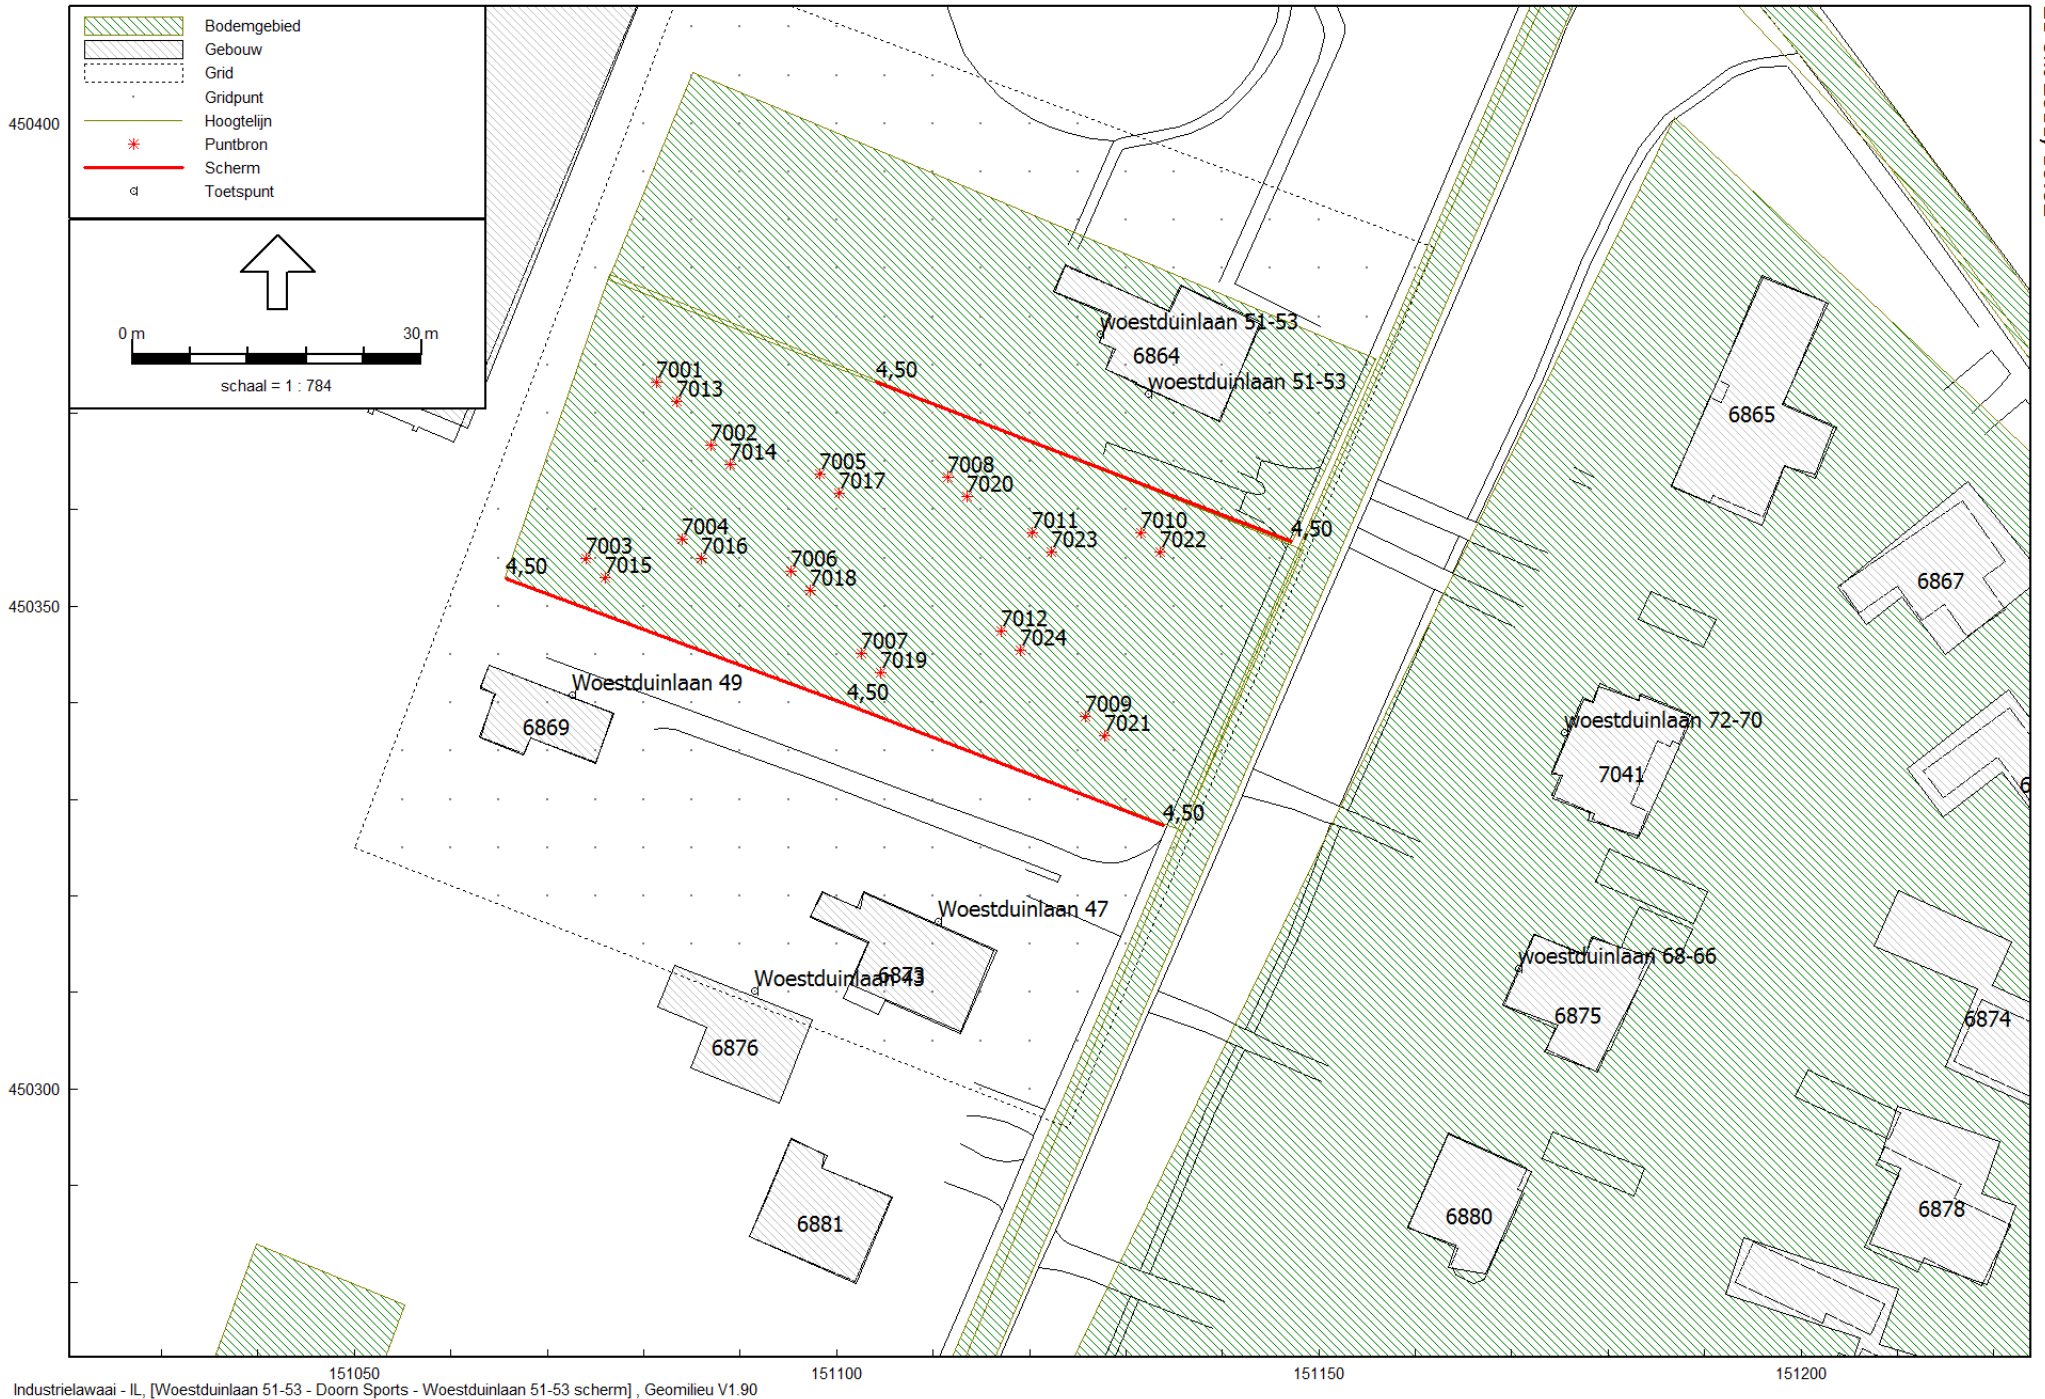 Bodemgebied
Gebouw
Grid
Gridpunt
Hoogtelijn
Puntbron
Scherm
Toetspunt
0 m 30 m
schaal = 1 : 784
450400
450350
450300
151050 151100 151150 151200
woestduinlaan 51-53
6864
woestduinlaan 51-53
4,50
7001
7013
7002
7014
7005
7017
7008
7020
7011
7023
7010
7022
4,50
7004
7016
7003
7015
4,50
7006
7018
7012
7024
7007
7019
4,50
7009
7021
4,50
Woestduinlaan 49
6869
Woestduinlaan 47
Woestduinlaan 43
6873
6876
6881
6865
6867
woestduinlaan 72-70
7041
woestduinlaan 68-66
6875
6874
6880
6878
Industrielawaai - IL, [Woestduinlaan 51-53 - Doorn Sports - Woestduinlaan 51-53 scherm] , Geomilieu V1.90